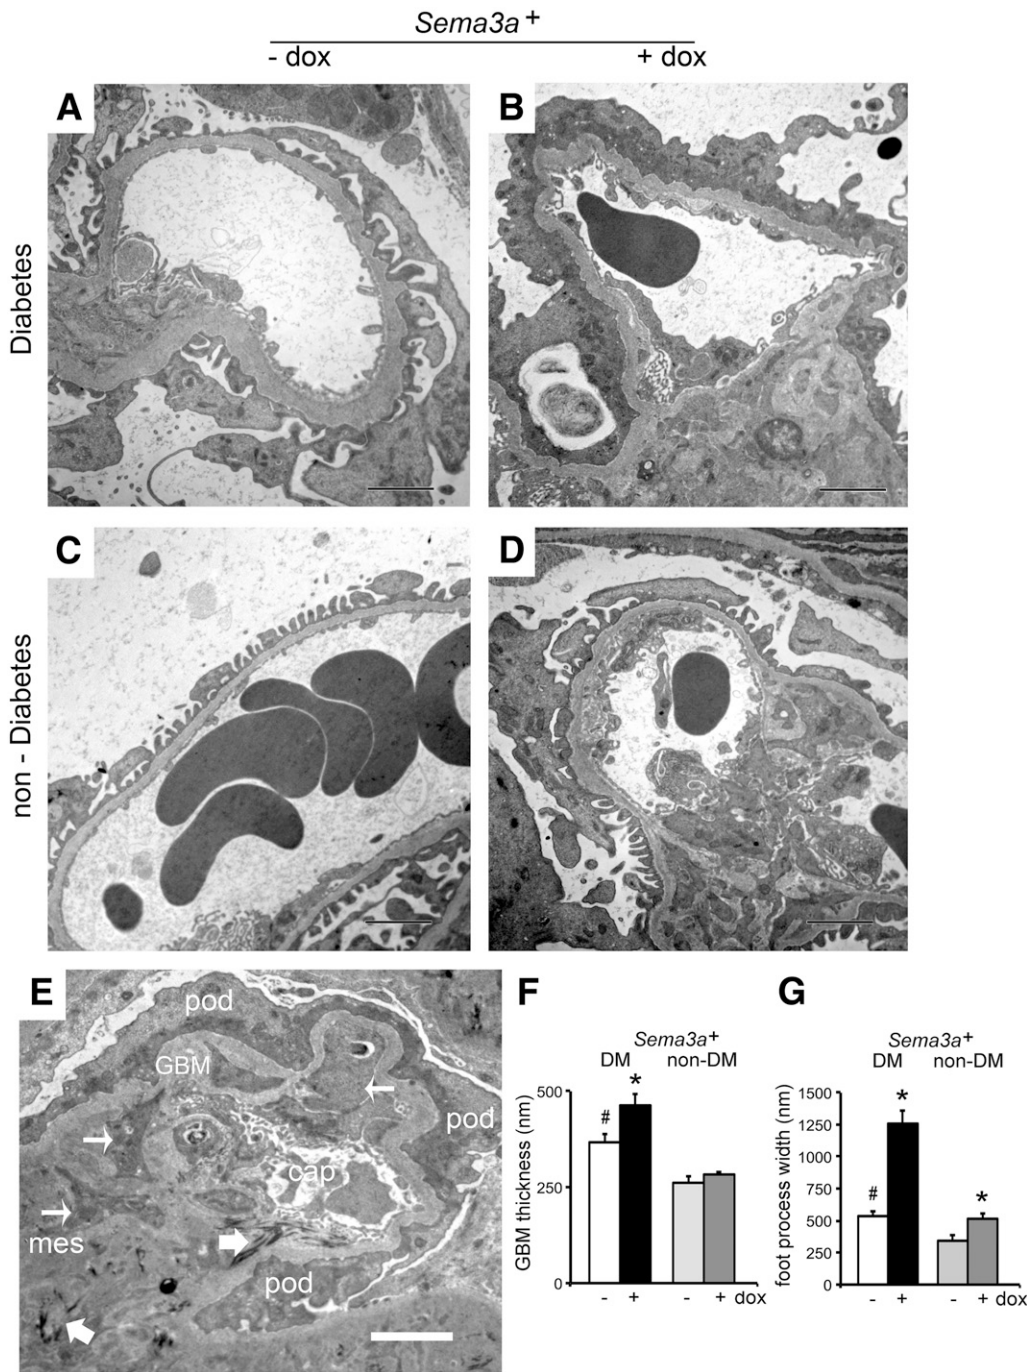 Sema3a+
- dox + dox
A
B
Diabetes
C
D
non - Diabetes
E
pod
GBM
pod
cap
mes
pod
F
Sema3a+
DM non-DM
GBM thickness (nm)
500
250
0
#
*
- + - + dox
G
Sema3a+
DM non-DM
foot process width (nm)
1500
1250
1000
750
500
250
0
#
*
*
- + - + dox